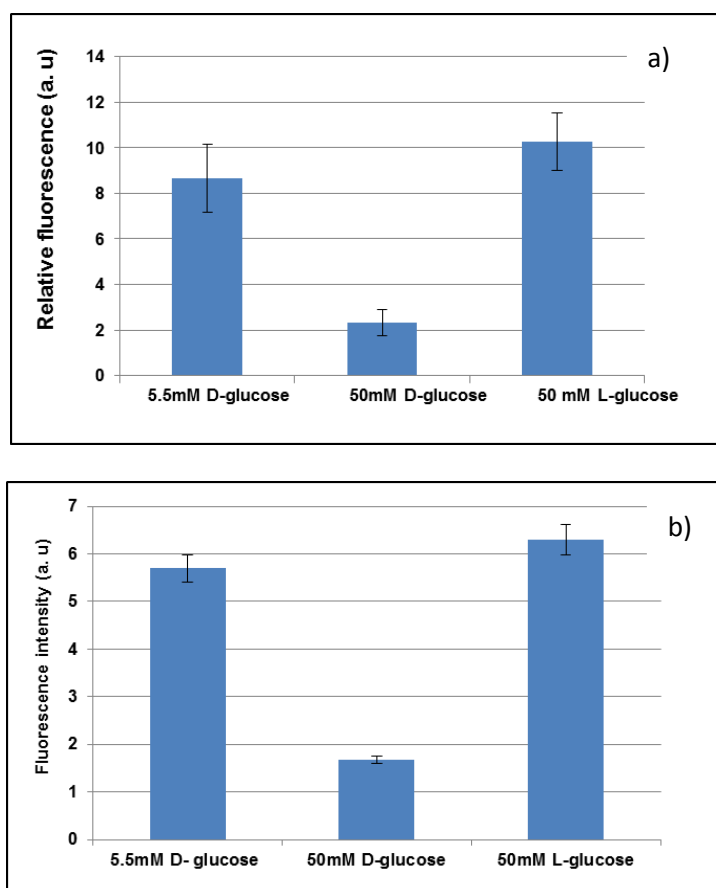 a)
Relative fluorescence (a. u)
14
12
10
8
6
4
2
0
5.5mM D-glucose 50mM D-glucose 50 mM L-glucose
b)
Fluorescence intensity (a. u)
7
6
5
4
3
2
1
0
5.5mM D- glucose 50mM D-glucose 50mM L-glucose